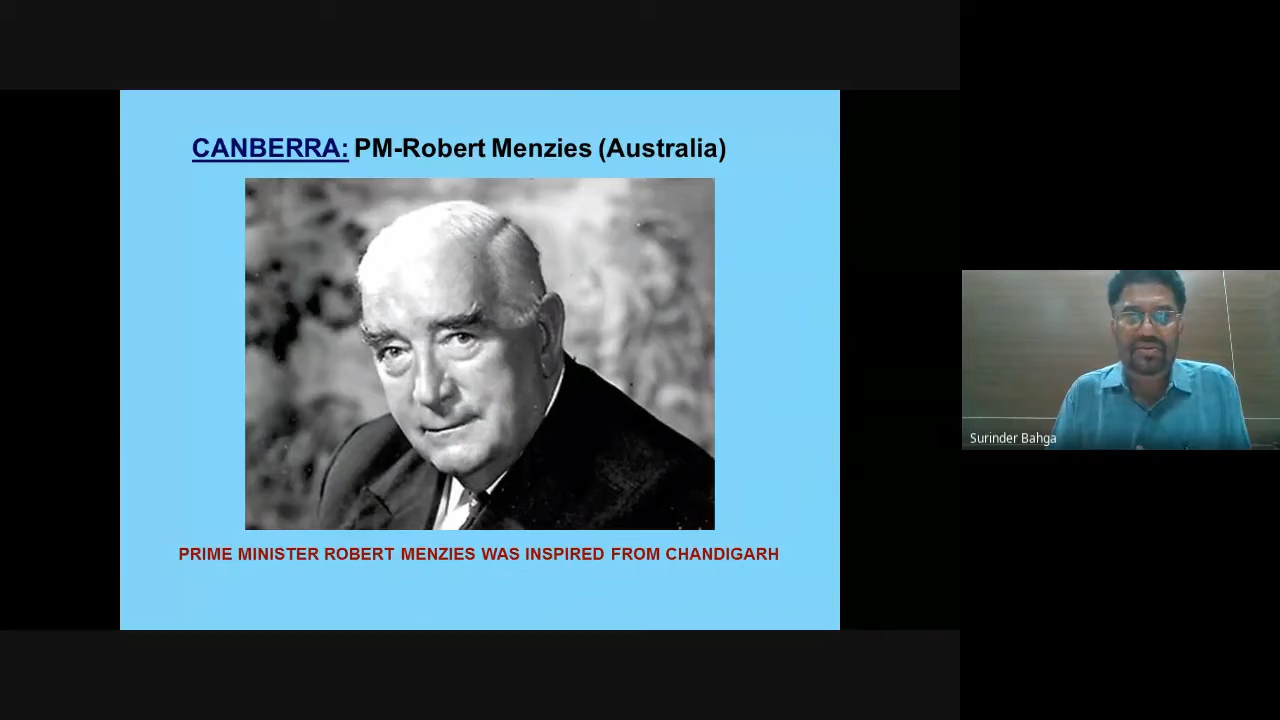 CANBERRA: PM-Robert Menzies (Australia)
PRIME MINISTER ROBERT MENZIES WAS INSPIRED FROM CHANDIGARH
Surinder Bahga